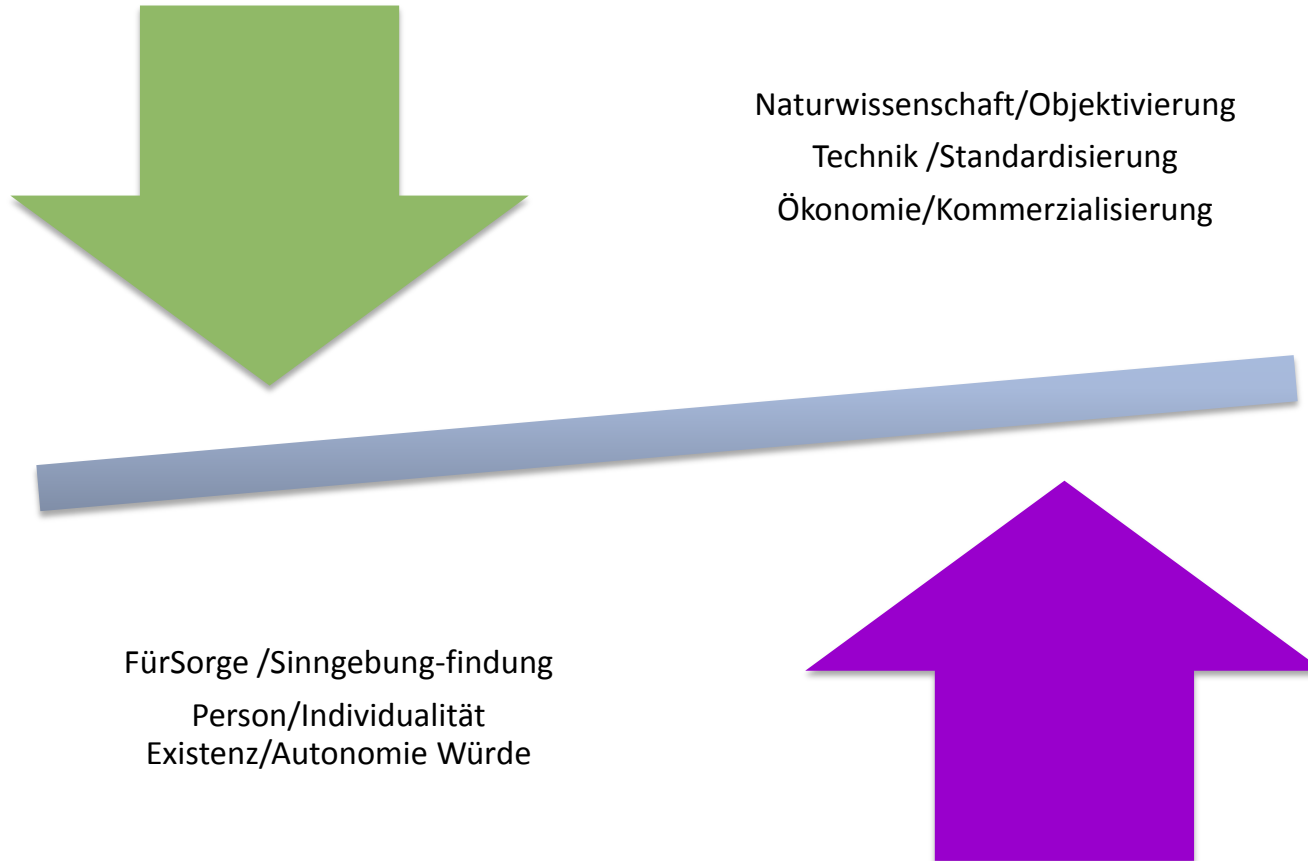 Naturwissenschaft/Objektivierung
Technik /Standardisierung
Ökonomie/Kommerzialisierung
FürSorge /Sinngebung-findung
Person/Individualität
Existenz/Autonomie Würde